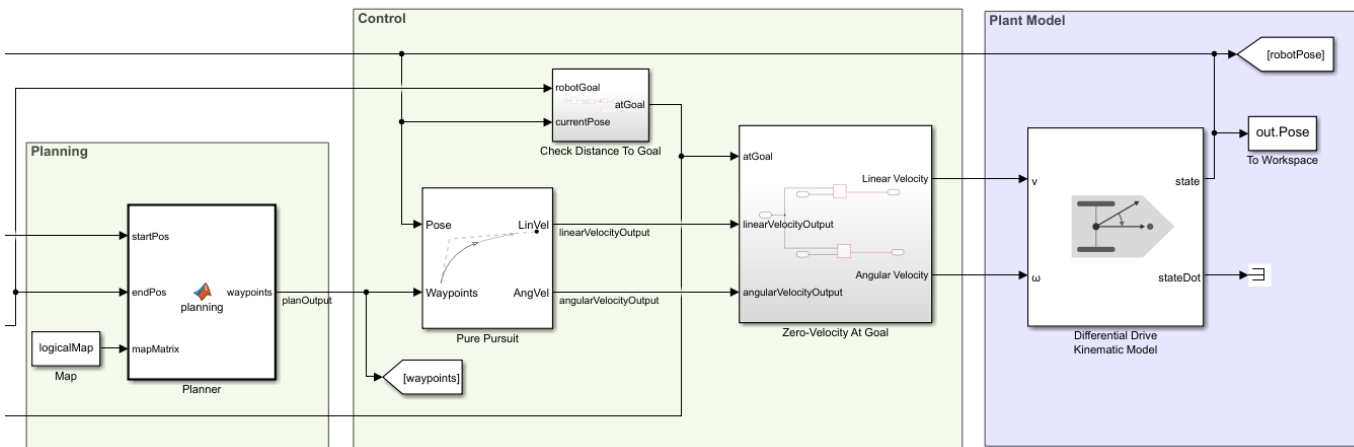 Control
Plant Model
[robotPose]
robotGoal
atGoal
currentPose
Check Distance To Goal
out.Pose
To Workspace
Planning
atGoal
Linear Velocity
linearVelocityOutput
Angular Velocity
angularVelocityOutput
Zero-Velocity At Goal
v
state
ω
stateDot
Differential Drive
Kinematic Model
Pose
LinVel
linearVelocityOutput
Waypoints
AngVel
angularVelocityOutput
Pure Pursuit
startPos
endPos
planning
waypoints
planOutput
logicalMap
mapMatrix
Map
Planner
[waypoints]